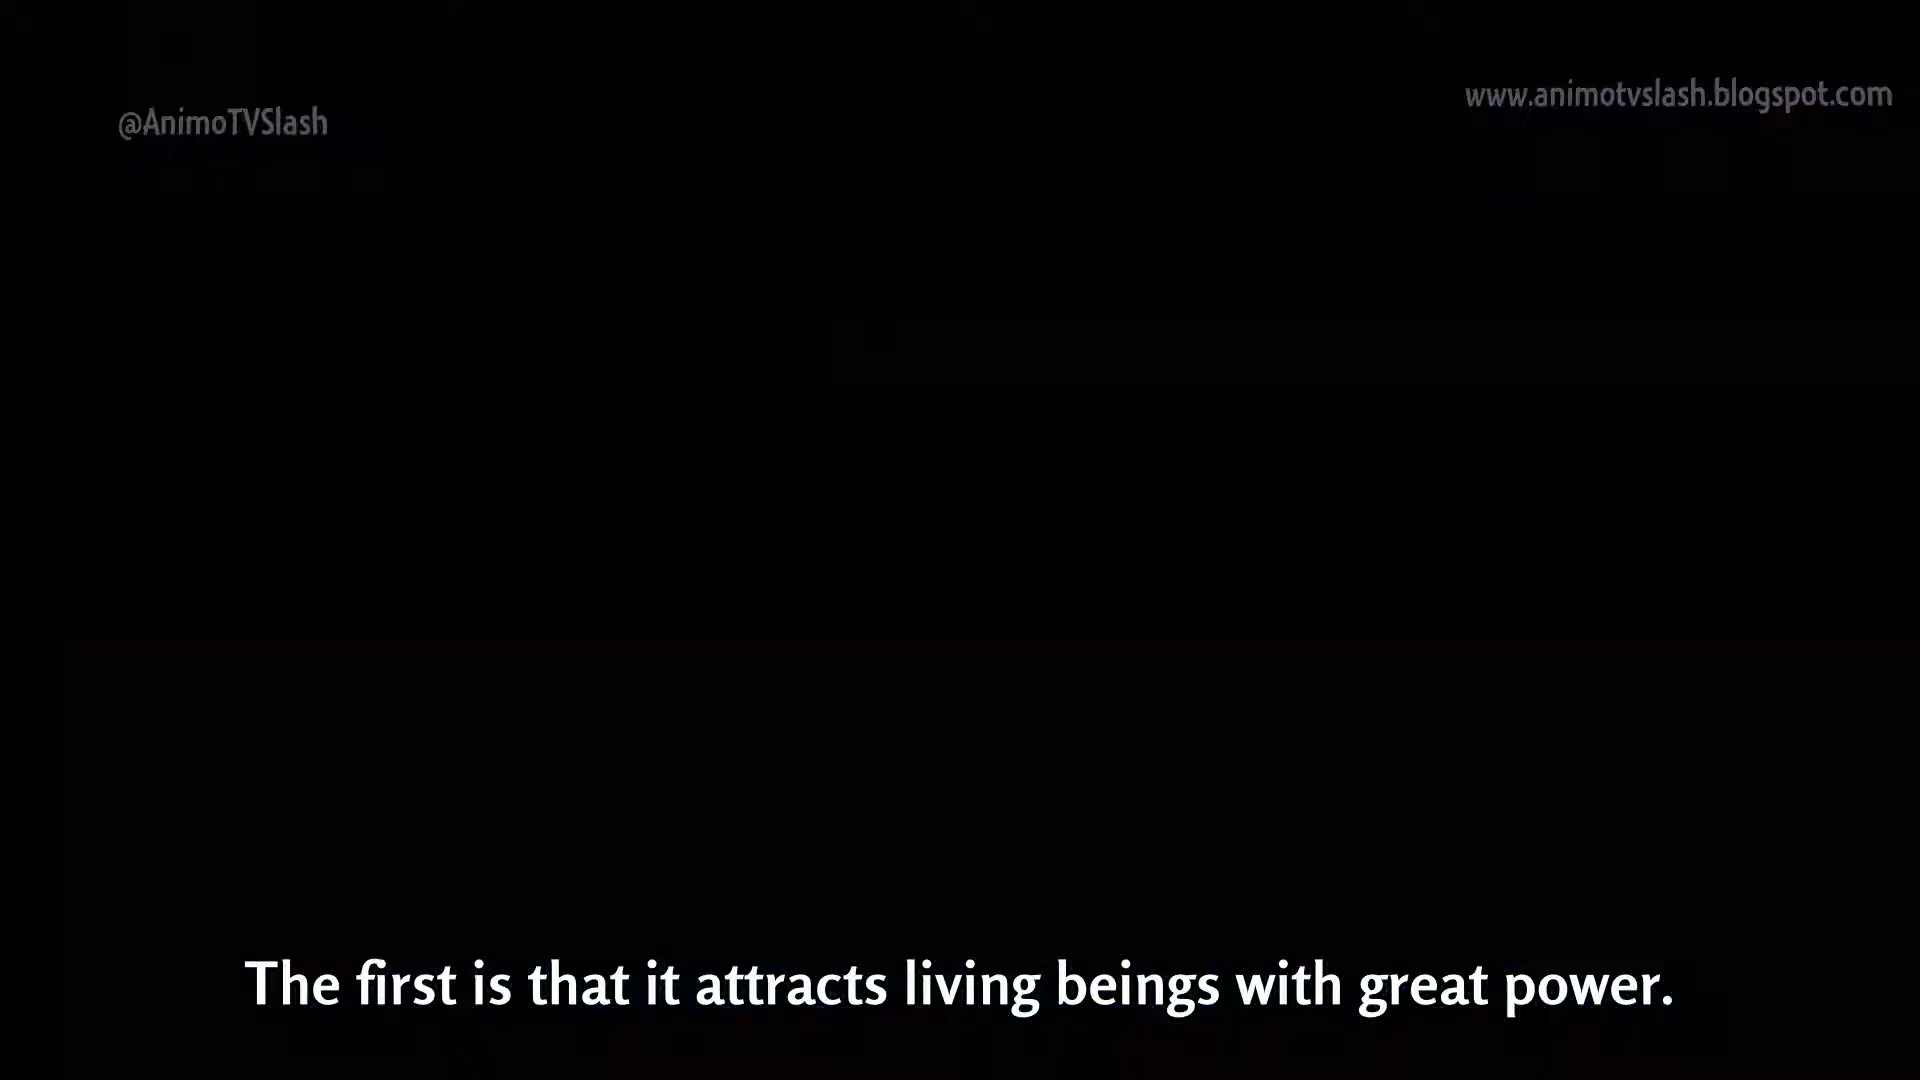 @AnimoTVSlash
www.animotvslash.blogspot.com
The first is that it attracts living beings with great power.